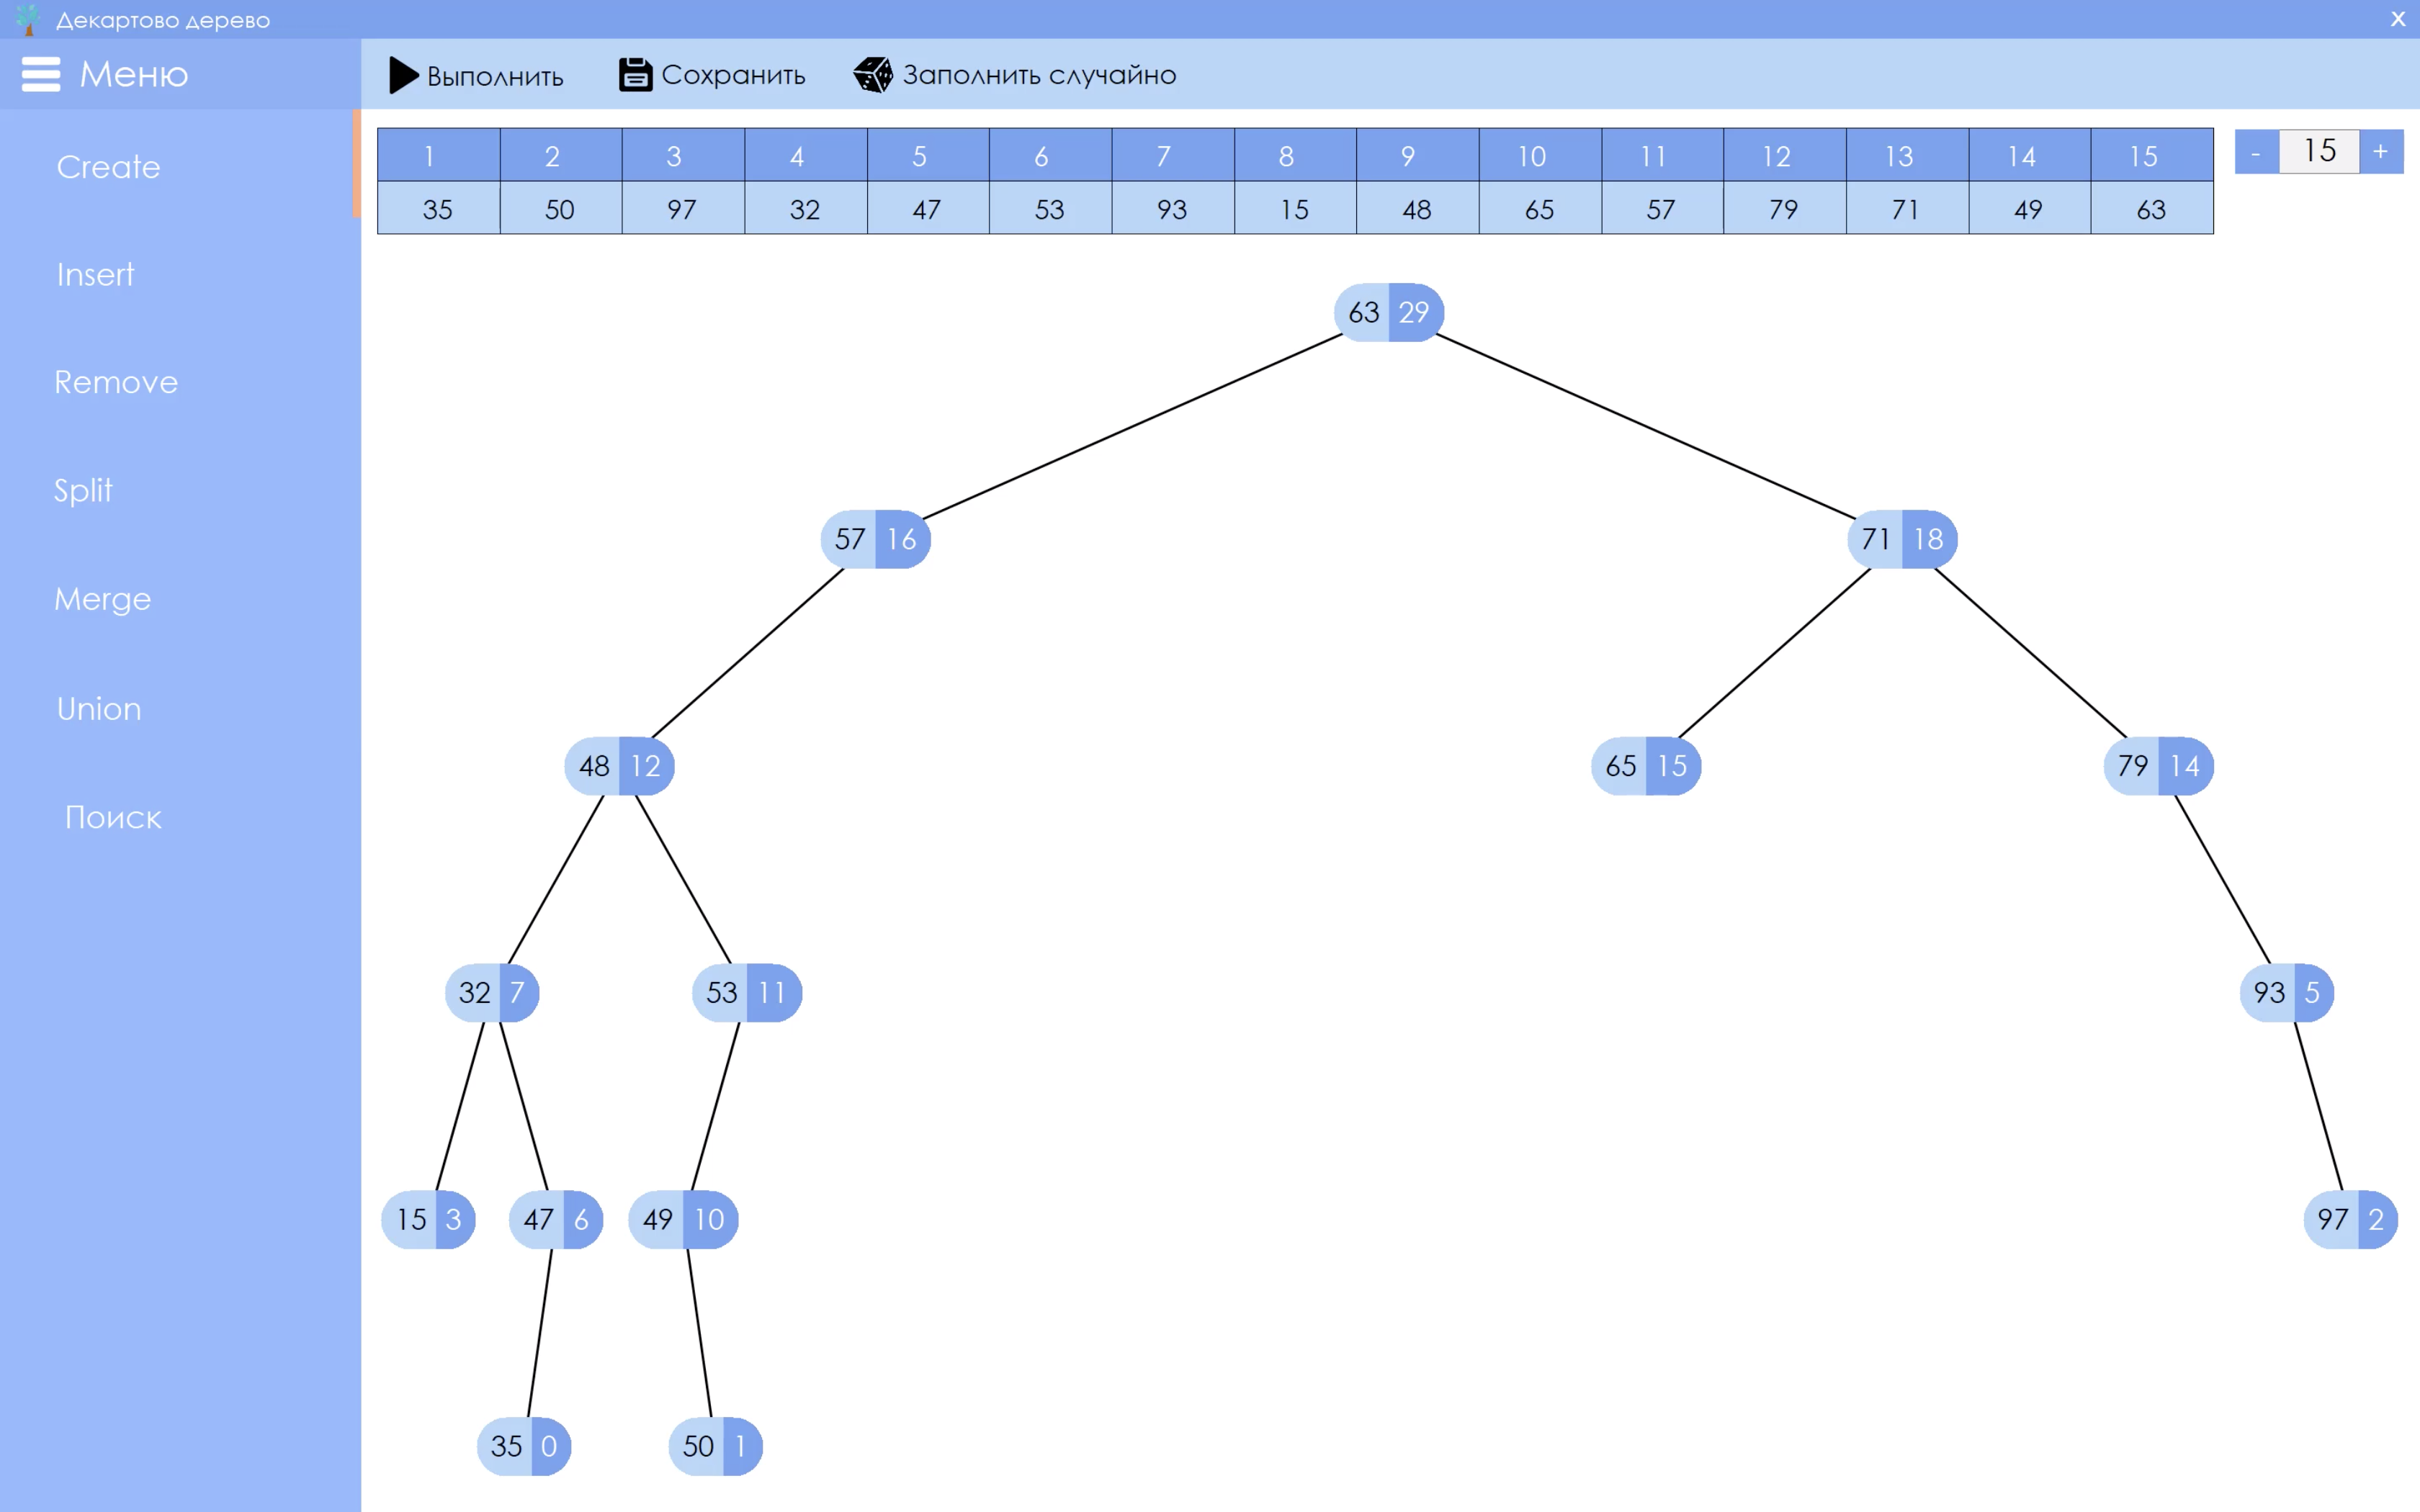 Декартово дерево x
Меню
Выполнить Сохранить Заполнить случайно
Create
Insert
Remove
Split
Merge
Union
Поиск
1 2 3 4 5 6 7 8 9 10 11 12 13 14 15
35 50 97 32 47 53 93 15 48 65 57 79 71 49 63
- 15 +
63 29
57 16 71 18
48 12 65 15 79 14
32 7 53 11 93 5
15 3 47 6 49 10 97 2
35 0 50 1